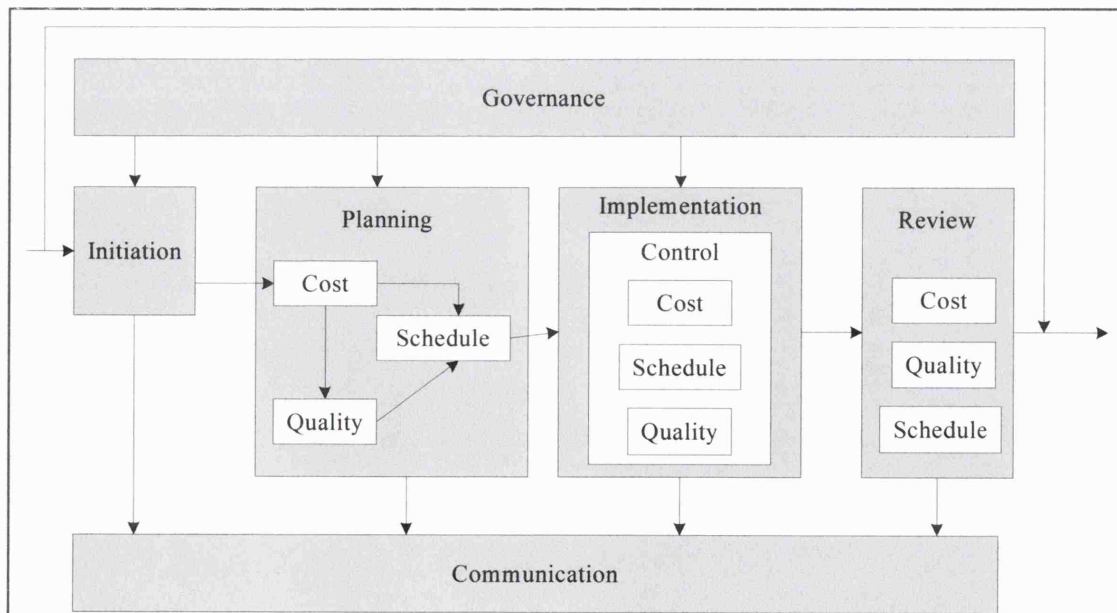 Governance
Initiation
Planning
Cost
Schedule
Quality
Implementation
Control
Cost
Schedule
Quality
Review
Cost
Quality
Schedule
Communication